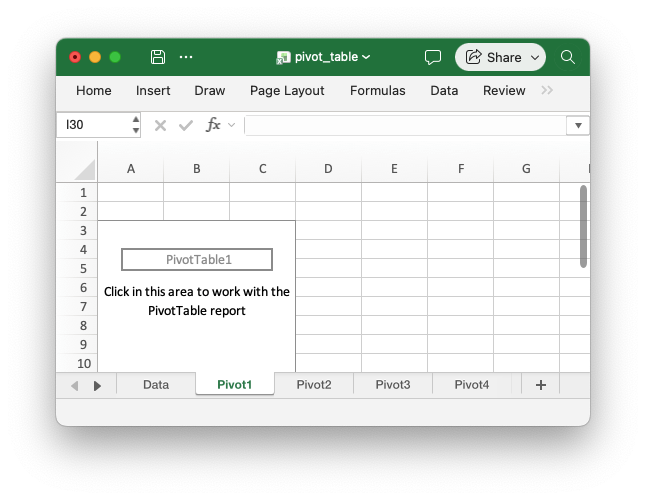 pivot_table
Share
Home Insert Draw Page Layout Formulas Data Review
I30 fx
A B C D E F G
1
2
3
4
PivotTable1
5
6
Click in this area to work with the
7
PivotTable report
8
9
10
Data Pivot1 Pivot2 Pivot3 Pivot4 +